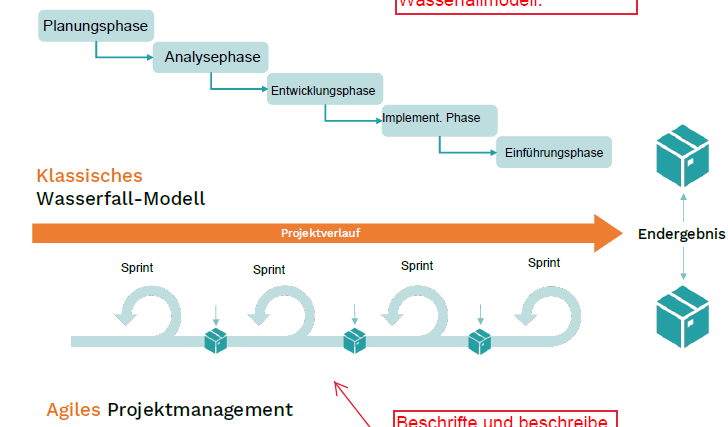 Wasserfallmodell.
Planungsphase
Analysephase
Entwicklungsphase
Implement. Phase
Einführungsphase
Klassisches
Wasserfall-Modell
Projektverlauf
Endergebnis
Sprint
Sprint
Sprint
Sprint
Agiles Projektmanagement
Beschrifte und beschreibe